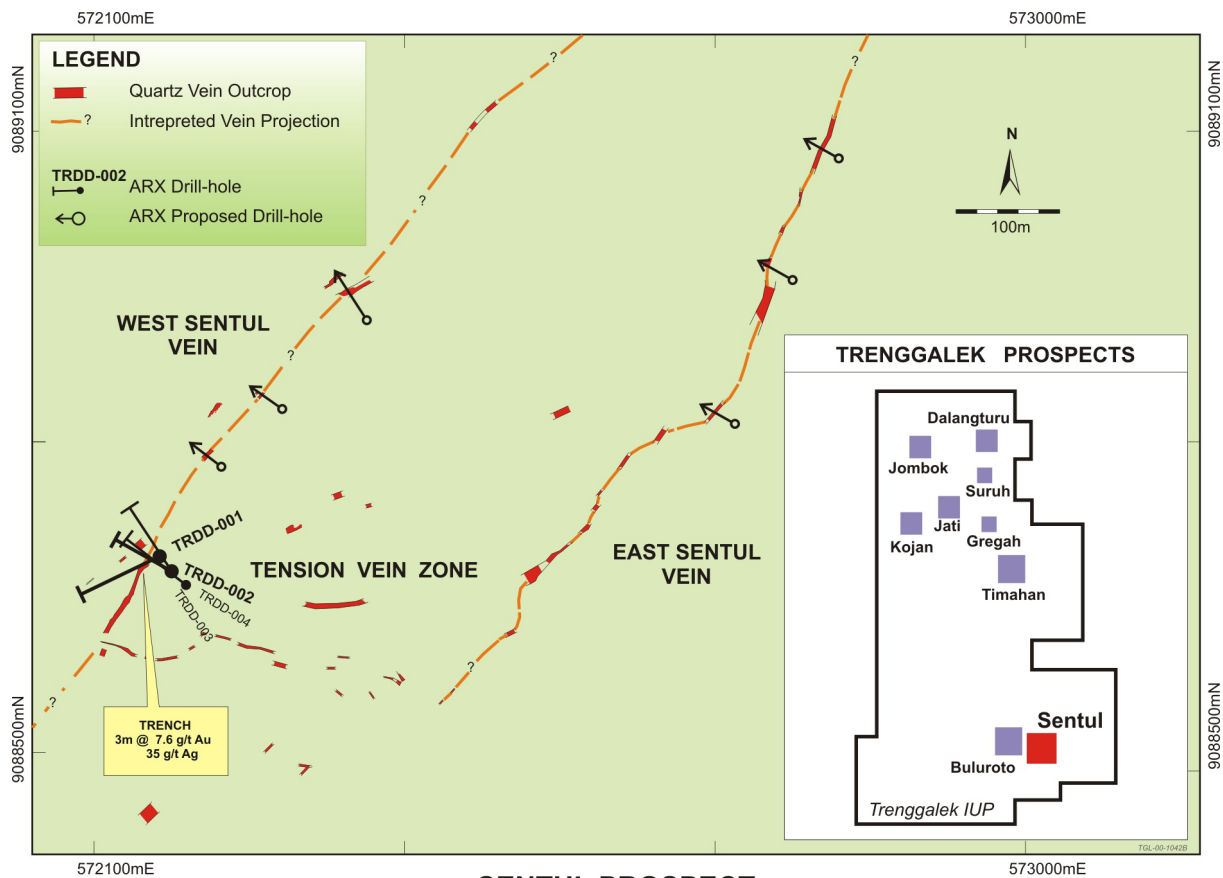 572100mE
573000mE
9089100mN
9089100mN
LEGEND
Quartz Vein Outcrop
?
Intrepreted Vein Projection
TRDD-002
ARX Drill-hole
ARX Proposed Drill-hole
?
?
?
N
100m
WEST SENTUL
VEIN
?
TRDD-001
TRDD-002
TRDD-004
TRDD-003
TENSION VEIN ZONE
EAST SENTUL
VEIN
?
?
TRENCH
3m @ 7.6 g/t Au
35 g/t Ag
TRENGGALEK PROSPECTS
Dalangturu
Jombok
Suruh
Jati
Kojan
Gregah
Timahan
Sentul
Buluroto
Trenggalek IUP
TGL-00-1042B
9088500mN
9088500mN
572100mE
573000mE
SENTUL PROSPECT